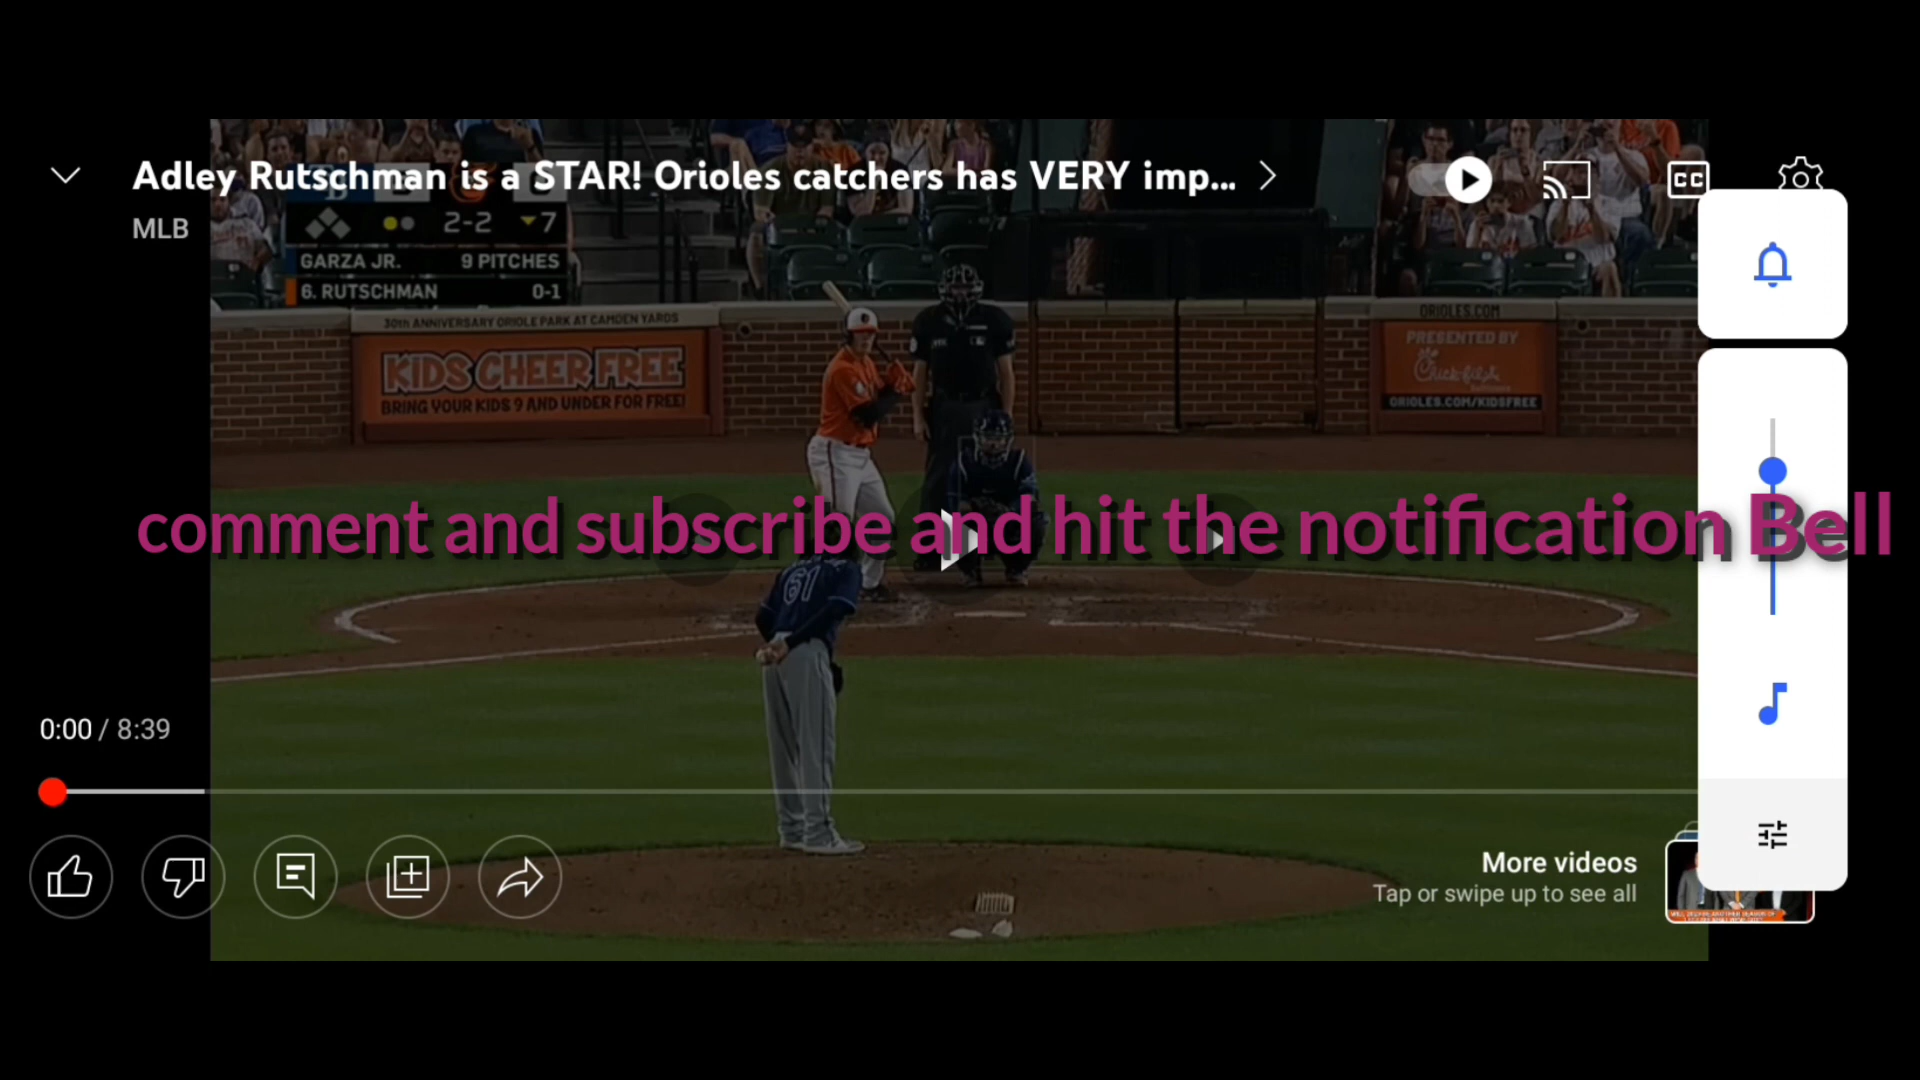 Adley Rutschman is a STAR! Orioles catchers has VERY imp...
MLB
CC
2-2 7
GARZA JR. 9 PITCHES
6. RUTSCHMAN 0-1
30th ANNIVERSARY ORIOLE PARK AT CAMDEN YARDS
KIDS CHEER FREE
BRING YOUR KIDS 9 AND UNDER FOR FREE!
ORIOLES.COM
PRESENTED BY
Chick-fil-A
ORIOLES.COM/KIDSFREE
comment and subscribe and hit the notification Bell
61
0:00 / 8:39
More videos
Tap or swipe up to see all